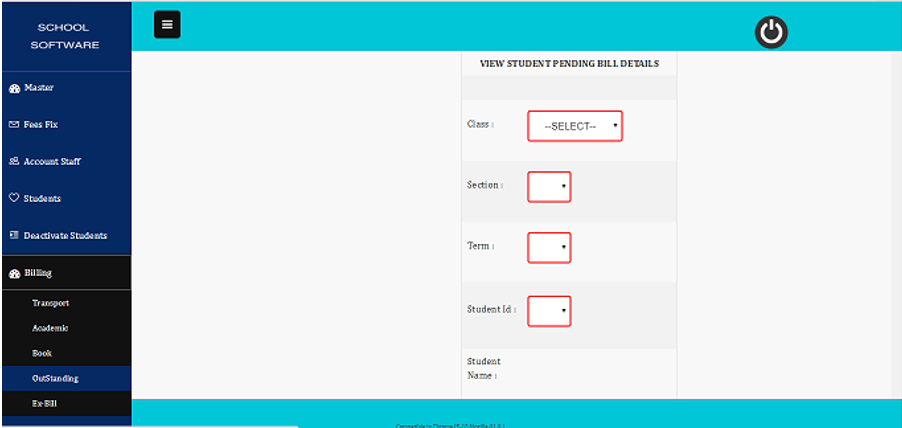 SCHOOL
SOFTWARE
Master
Fees Fix
Account Staff
Students
Deactivate Students
Billing
Transport
Academic
Book
OutStanding
Ex-Bill
VIEW STUDENT PENDING BILL DETAILS
Class :
--SELECT--
Section :
Term :
Student Id :
Student
Name :